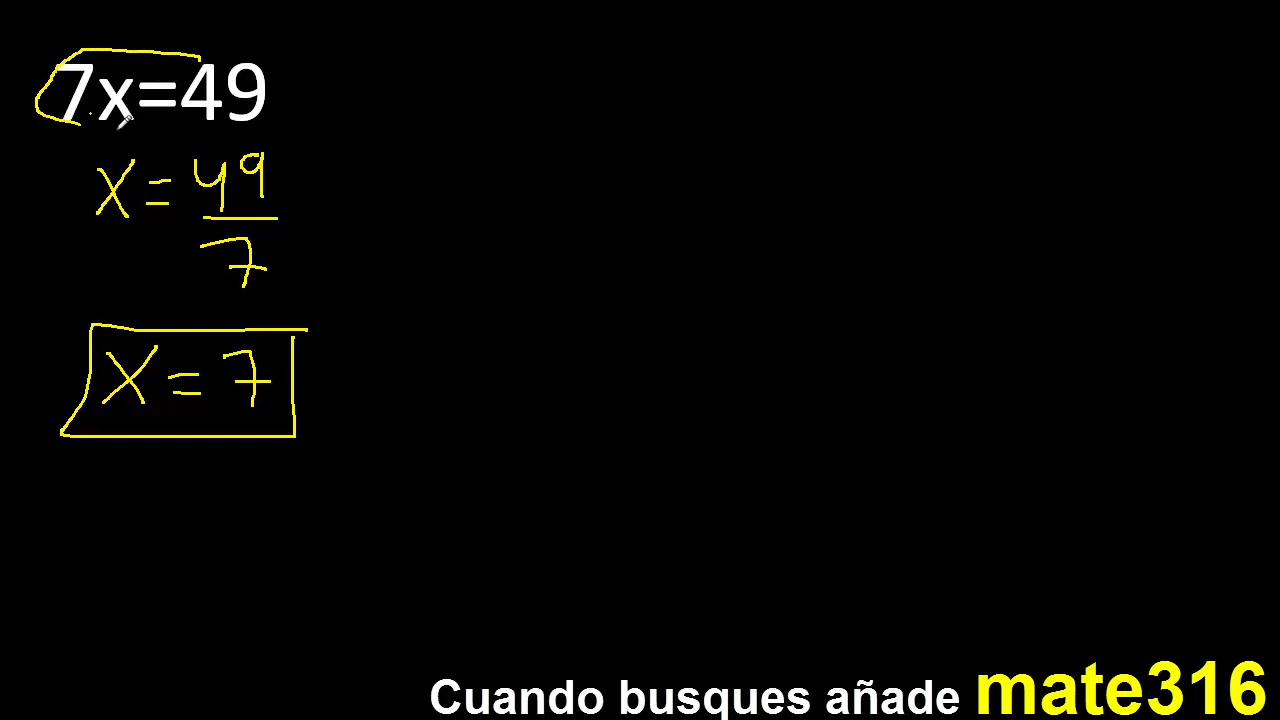 7x=49
x = 49
7
x = 7
Cuando busques añade mate316